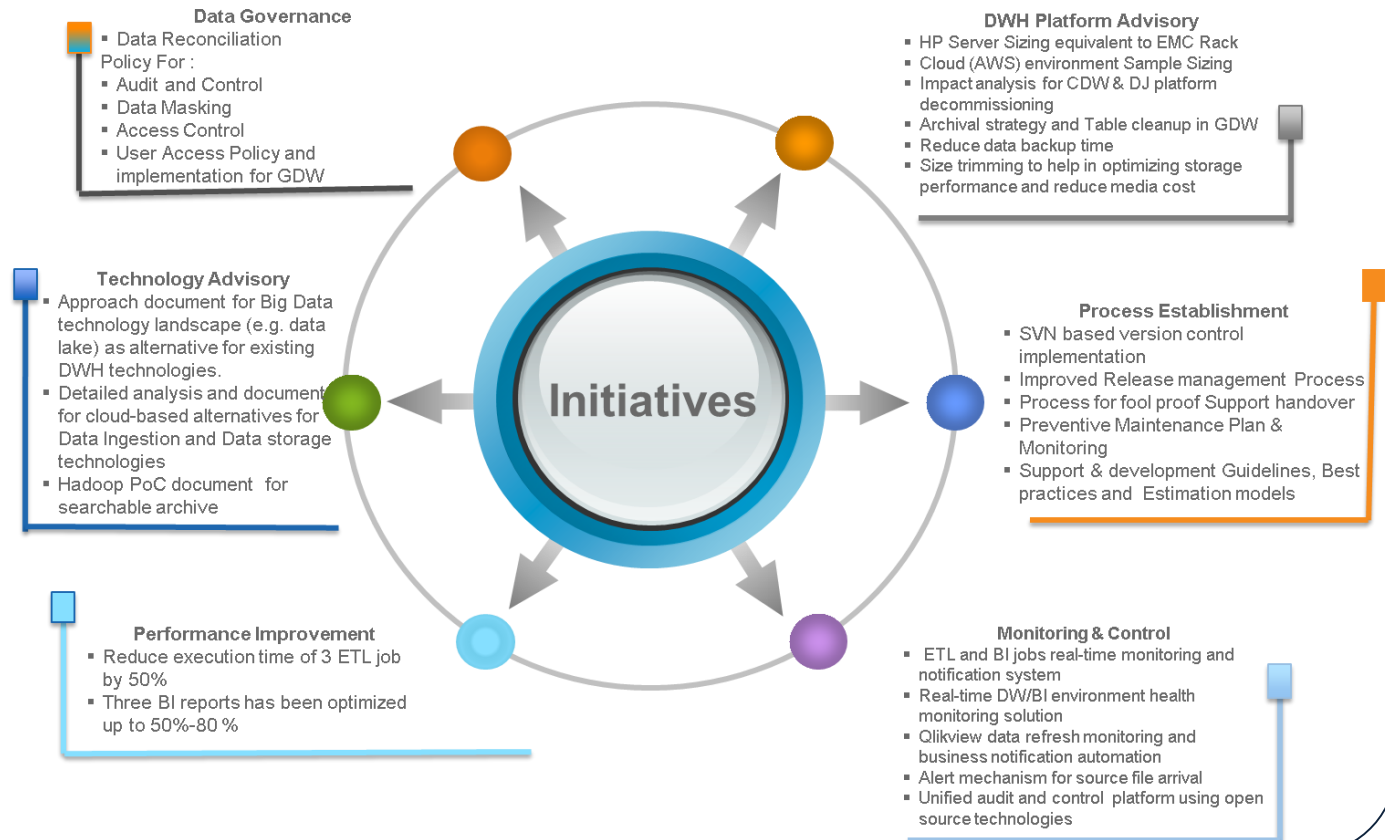 Data Governance
▪ Data Reconciliation
Policy For :
▪ Audit and Control
▪ Data Masking
▪ Access Control
▪ User Access Policy and
implementation for GDW
DWH Platform Advisory
▪ HP Server Sizing equivalent to EMC Rack
▪ Cloud (AWS) environment Sample Sizing
▪ Impact analysis for CDW & DJ platform
decommissioning
▪ Archival strategy and Table cleanup in GDW
▪ Reduce data backup time
▪ Size trimming to help in optimizing storage
performance and reduce media cost
Technology Advisory
▪ Approach document for Big Data
technology landscape (e.g. data
lake) as alternative for existing
DWH technologies.
▪ Detailed analysis and document
for cloud-based alternatives for
Data Ingestion and Data storage
technologies
▪ Hadoop PoC document for
searchable archive
Initiatives
Process Establishment
▪ SVN based version control
implementation
▪ Improved Release management Process
▪ Process for fool proof Support handover
▪ Preventive Maintenance Plan &
Monitoring
▪ Support & development Guidelines, Best
practices and Estimation models
Performance Improvement
▪ Reduce execution time of 3 ETL job
by 50%
▪ Three BI reports has been optimized
up to 50%-80 %
Monitoring & Control
▪ ETL and BI jobs real-time monitoring and
notification system
▪ Real-time DW/BI environment health
monitoring solution
▪ Qlikview data refresh monitoring and
business notification automation
▪ Alert mechanism for source file arrival
▪ Unified audit and control platform using open
source technologies